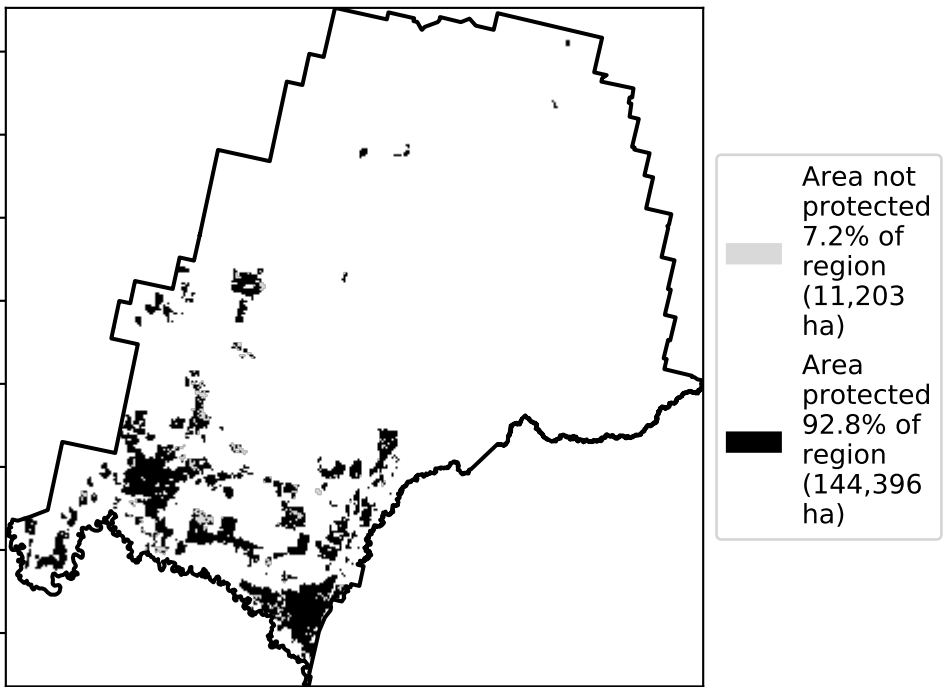 Area not
protected
7.2% of
region
(11,203
ha)
Area
protected
92.8% of
region
(144,396
ha)